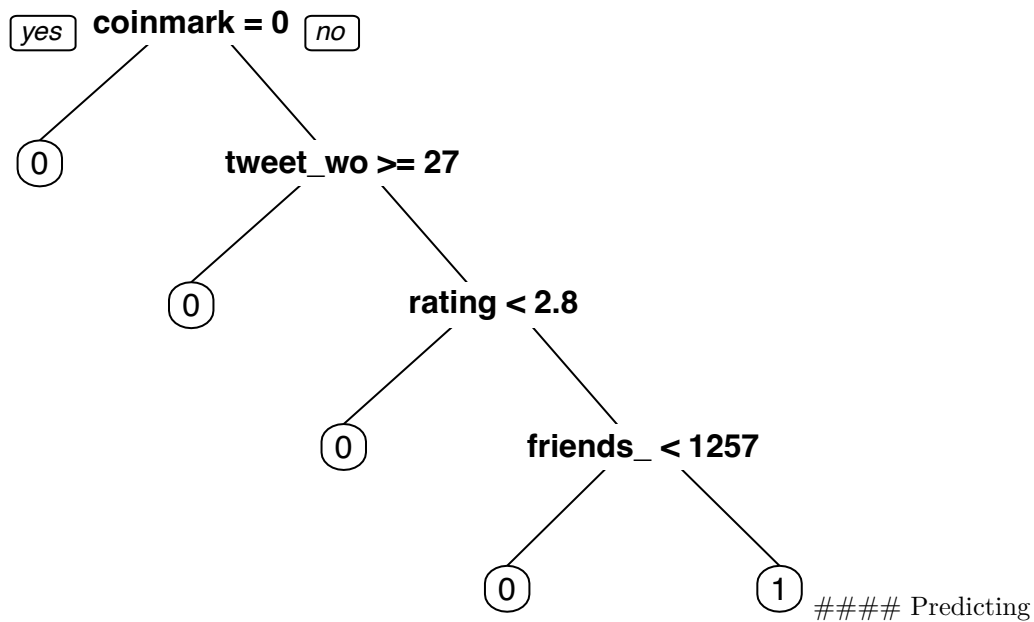 yes coinmark = 0 no
0
tweet_wo >= 27
0
rating < 2.8
0
friends_ < 1257
0 1 #### Predicting